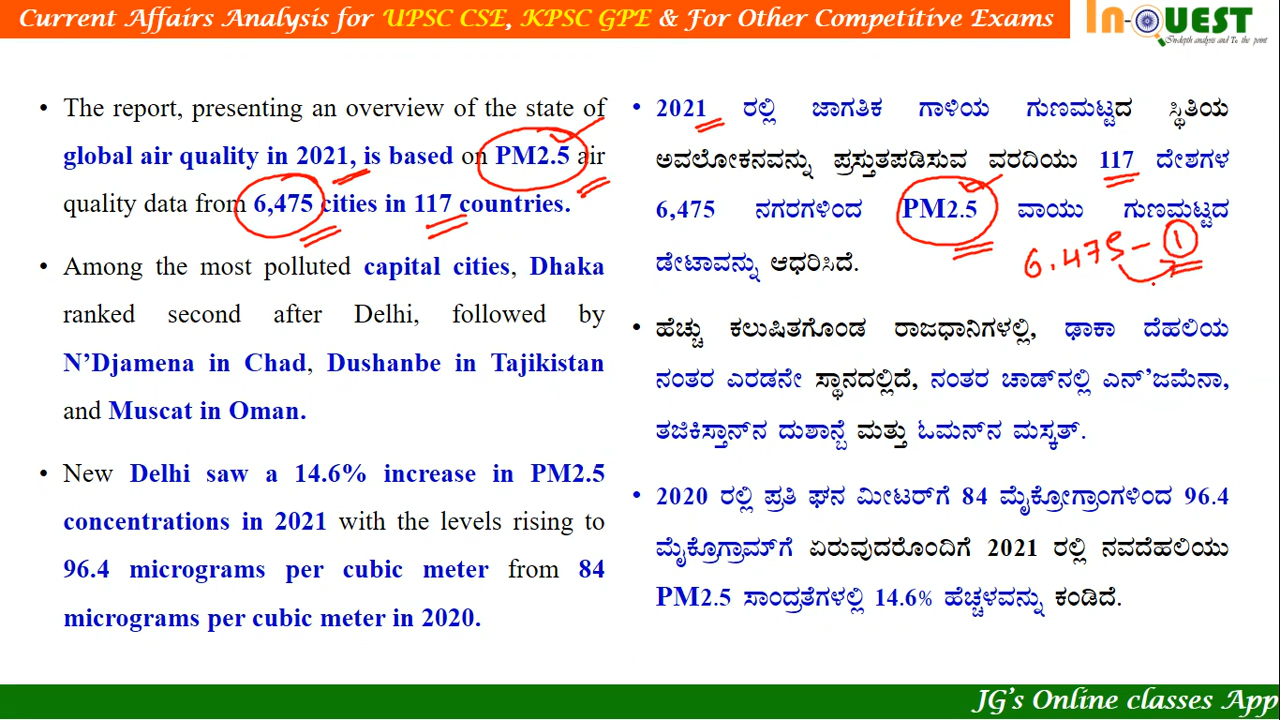 Current Affairs Analysis for UPSC CSE, KPSC GPE & For Other Competitive Exams
In-QUEST
In-depth analysis and To the point
• The report, presenting an overview of the state of
global air quality in 2021, is based on PM2.5 air
quality data from 6,475 cities in 117 countries.
• Among the most polluted capital cities, Dhaka
ranked second after Delhi, followed by
N’Djamena in Chad, Dushanbe in Tajikistan
and Muscat in Oman.
• New Delhi saw a 14.6% increase in PM2.5
concentrations in 2021 with the levels rising to
96.4 micrograms per cubic meter from 84
micrograms per cubic meter in 2020.
• 2021 ರಲ್ಲಿ ಜಾಗತಿಕ ಗಾಳಿಯ ಗುಣಮಟ್ಟದ ಸ್ಥಿತಿಯ
ಅವಲೋಕನವನ್ನು ಪ್ರಸ್ತುತಪಡಿಸುವ ವರದಿಯು 117 ದೇಶಗಳ
6,475 ನಗರಗಳಿಂದ PM2.5 ವಾಯು ಗುಣಮಟ್ಟದ
ಡೇಟಾವನ್ನು ಆಧರಿಸಿದೆ.
6.475 – 1
• ಹೆಚ್ಚು ಕಲುಷಿತಗೊಂಡ ರಾಜಧಾನಿಗಳಲ್ಲಿ, ಢಾಕಾ ದೆಹಲಿಯ
ನಂತರ ಎರಡನೇ ಸ್ಥಾನದಲ್ಲಿದೆ, ನಂತರ ಚಾಡ್‌ನಲ್ಲಿ ಎನ್’ಜಮೆನಾ,
ತಜಿಕಿಸ್ತಾನ್‌ನ ದುಶಾನ್ಬೆ ಮತ್ತು ಓಮನ್‌ನ ಮಸ್ಕತ್.
• 2020 ರಲ್ಲಿ ಪ್ರತಿ ಘನ ಮೀಟರ್‌ಗೆ 84 ಮೈಕ್ರೋಗ್ರಾಂಗಳಿಂದ 96.4
ಮೈಕ್ರೊಗ್ರಾಮ್‌ಗೆ ಏರುವುದರೊಂದಿಗೆ 2021 ರಲ್ಲಿ ನವದೆಹಲಿಯು
PM2.5 ಸಾಂದ್ರತೆಗಳಲ್ಲಿ 14.6% ಹೆಚ್ಚಳವನ್ನು ಕಂಡಿದೆ.
JG’s Online classes App